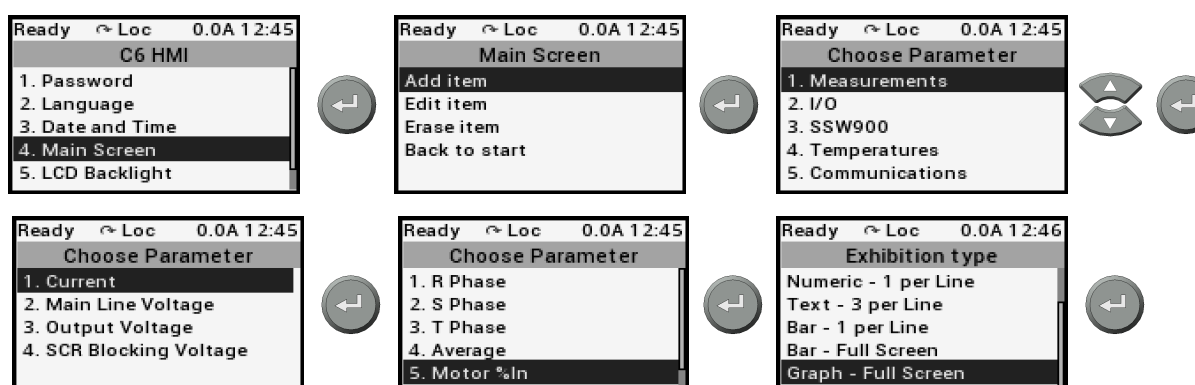 Ready Loc 0.0A 12:45
C6 HMI
1. Password
2. Language
3. Date and Time
4. Main Screen
5. LCD Backlight
Ready Loc 0.0A 12:45
Main Screen
Add item
Edit item
Erase item
Back to start
Ready Loc 0.0A 12:45
Choose Parameter
1. Measurements
2. I/O
3. SSW900
4. Temperatures
5. Communications
Ready Loc 0.0A 12:45
Choose Parameter
1. Current
2. Main Line Voltage
3. Output Voltage
4. SCR Blocking Voltage
Ready Loc 0.0A 12:45
Choose Parameter
1. R Phase
2. S Phase
3. T Phase
4. Average
5. Motor %In
Ready Loc 0.0A 12:46
Exhibition type
Numeric - 1 per Line
Text - 3 per Line
Bar - 1 per Line
Bar - Full Screen
Graph - Full Screen